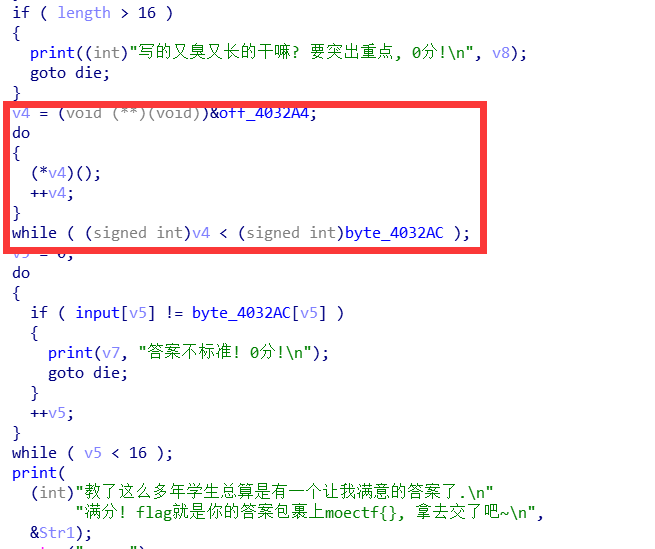 if ( length > 16 )
{
print((int)"写的又臭又长的干嘛? 要突出重点, 0分!\n", v8);
goto die;
}
v4 = (void (**)(void))&off_4032A4;
do
{
(*v4)();
++v4;
}
while ( (signed int)v4 < (signed int)byte_4032AC );
v5 = 0;
do
{
if ( input[v5] != byte_4032AC[v5] )
{
print(v7, "答案不标准! 0分!\n");
goto die;
}
++v5;
}
while ( v5 < 16 );
print(
(int)"教了这么多年学生总算是有一个让我满意的答案了.\n"
"满分! flag就是你的答案包裹上moectf{}, 拿去交了吧~\n",
&Str1);